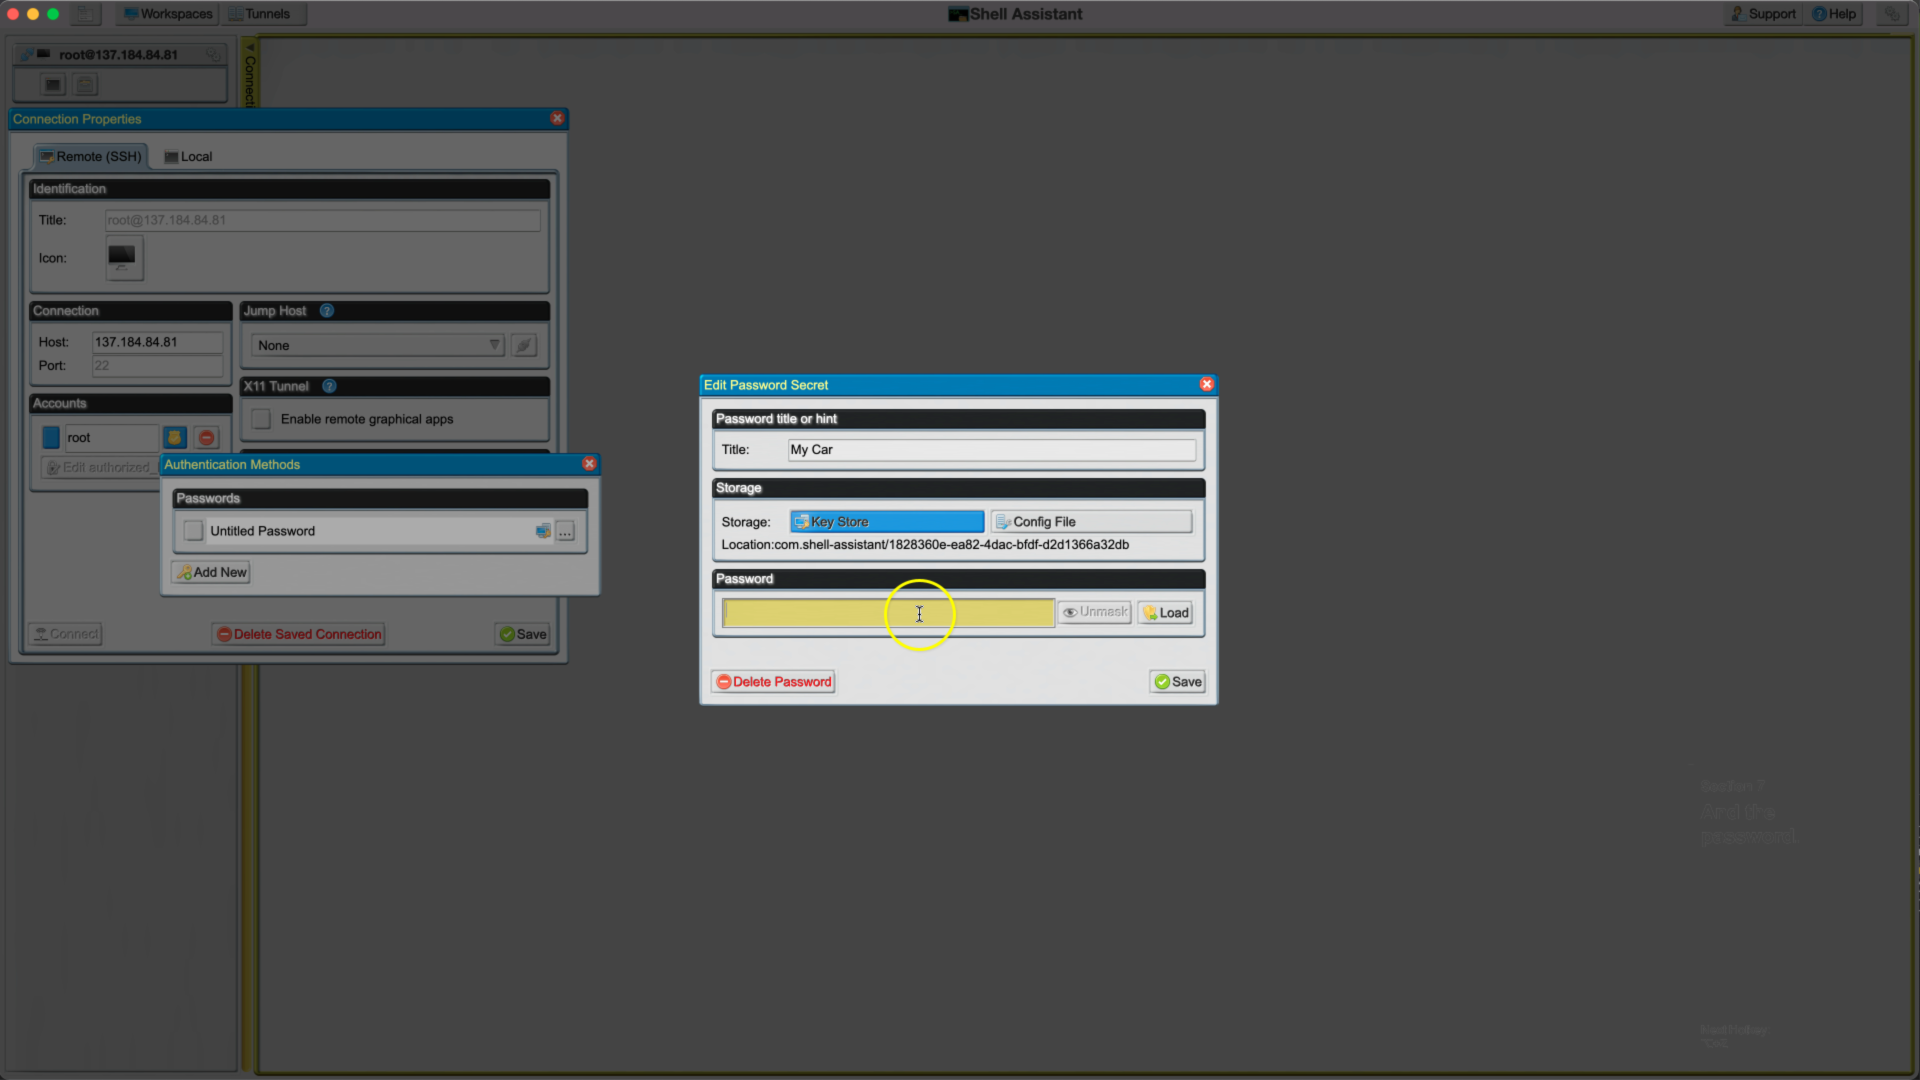 Workspaces
Tunnels
Shell Assistant
Support
Help
root@137.184.84.81
Connecti
Connection Properties
Remote (SSH)
Local
Identification
Title:
root@137.184.84.81
Icon:
Connection
Host:
137.184.84.81
Port:
22
Jump Host
None
X11 Tunnel
Enable remote graphical apps
Accounts
root
Edit authorized_
Authentication Methods
Passwords
Untitled Password
...
Add New
Connect
Delete Saved Connection
Save
Edit Password Secret
Password title or hint
Title:
My Car
Storage
Storage:
Key Store
Config File
Location:com.shell-assistant/1828360e-ea82-4dac-bfdf-d2d1366a32db
Password
Unmask
Load
Delete Password
Save
And the
password.